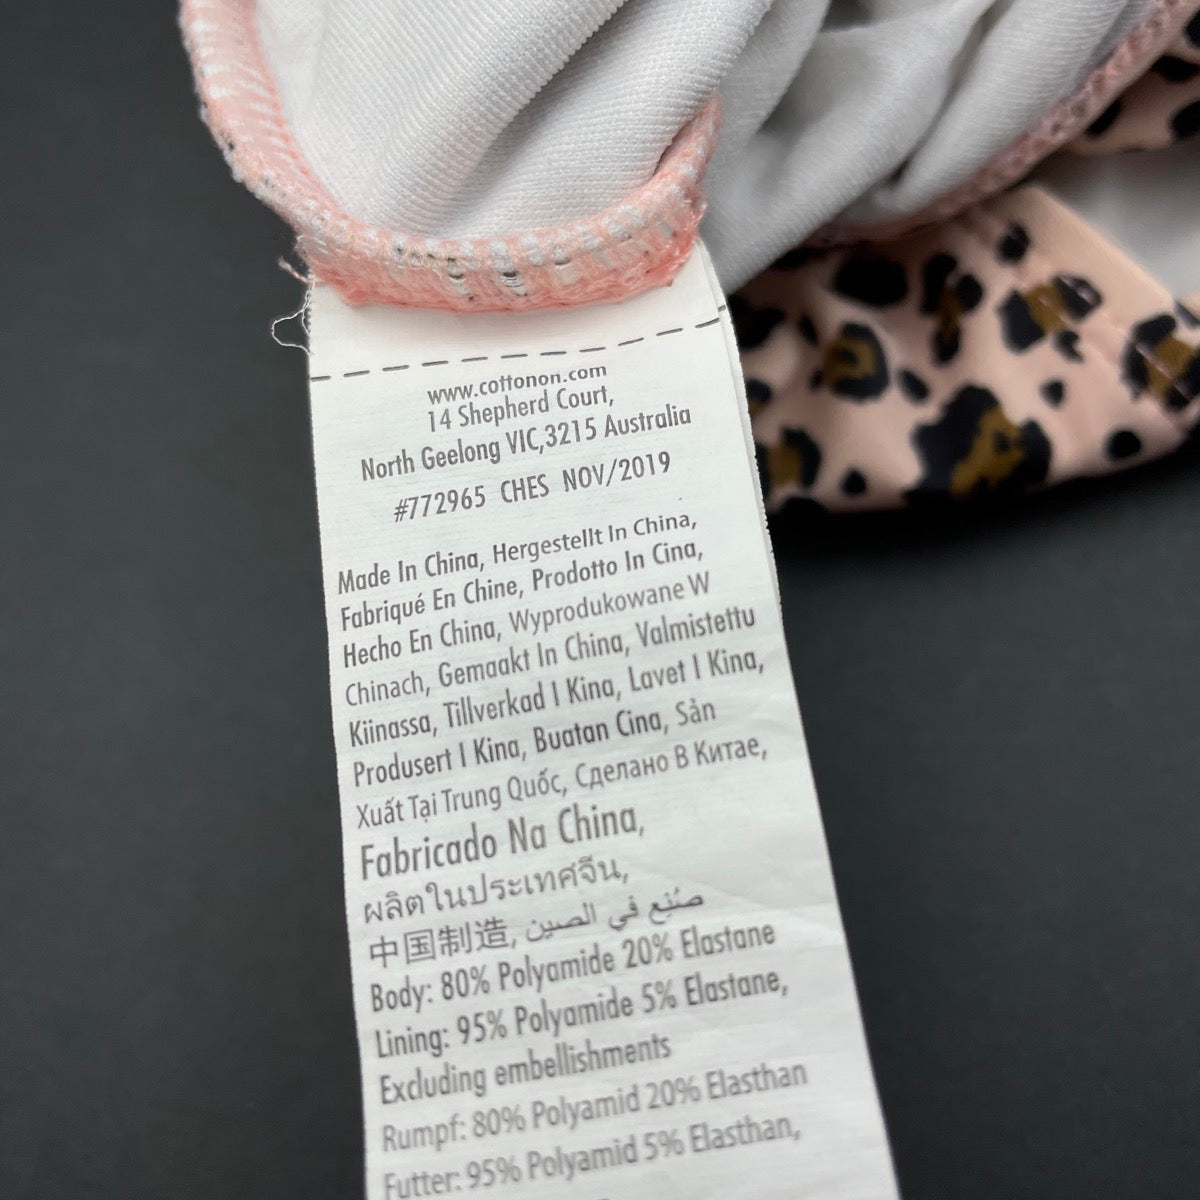 www.cottonon.com
14 Shepherd Court,
North Geelong VIC,3215 Australia
#772965 CHES NOV/2019
Made In China, Hergestellt In China,
Fabriqué En Chine, Prodotto In Cina,
Hecho En China, Wyprodukowane W
Chinach, Gemaakt In China, Valmistettu
Kiinassa, Tillverkad I Kina, Lavet I Kina,
Produsert I Kina, Buatan Cina, Sản
Xuất Tại Trung Quốc, Сделано В Китае,
Fabricado Na China,
ผลิตในประเทศจีน,
中国制造, صُنِع في الصين
Body: 80% Polyamide 20% Elastane
Lining: 95% Polyamide 5% Elastane,
Excluding embellishments
Rumpf: 80% Polyamid 20% Elasthan
Futter: 95% Polyamid 5% Elasthan,